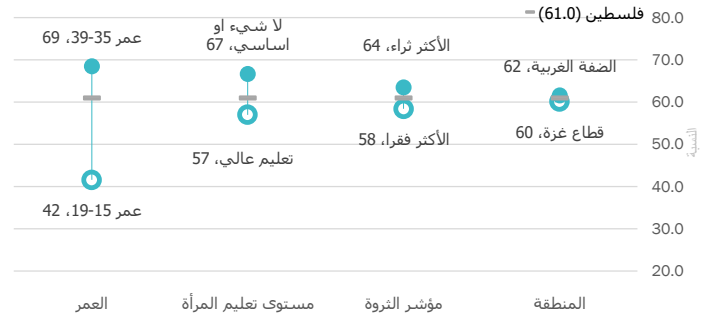 فلسطين (61.0)
80.0
70.0
60.0
50.0
40.0
30.0
20.0
النسبة
الضفة الغربية، 62
قطاع غزة، 60
الأكثر ثراء، 64
الأكثر فقرا، 58
لا شيء او
اساسي، 67
تعليم عالي، 57
عمر 35-39، 69
عمر 15-19، 42
المنطقة
مؤشر الثروة
مستوى تعليم المرأة
العمر